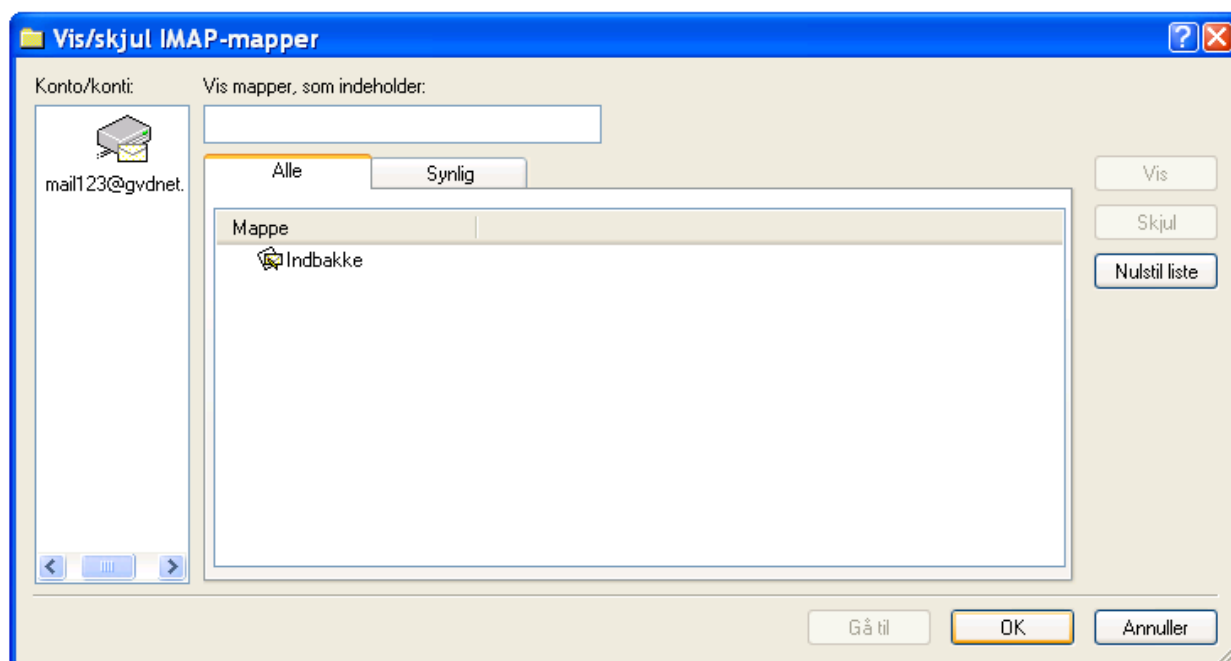 Vis/skjul IMAP-mapper
Konto/konti:
Vis mapper, som indeholder:
mail123@gvdnet.
Alle
Synlig
Vis
Mappe
Skjul
Indbakke
Nulstil liste
Gå til
OK
Annuller